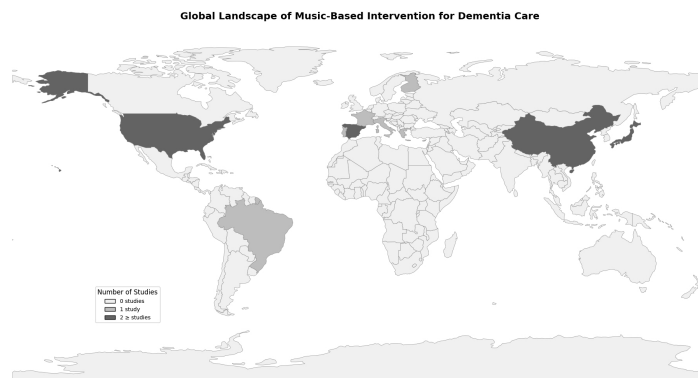 Global Landscape of Music-Based Intervention for Dementia Care
Number of Studies
0 studies
1 study
2 ≥ studies